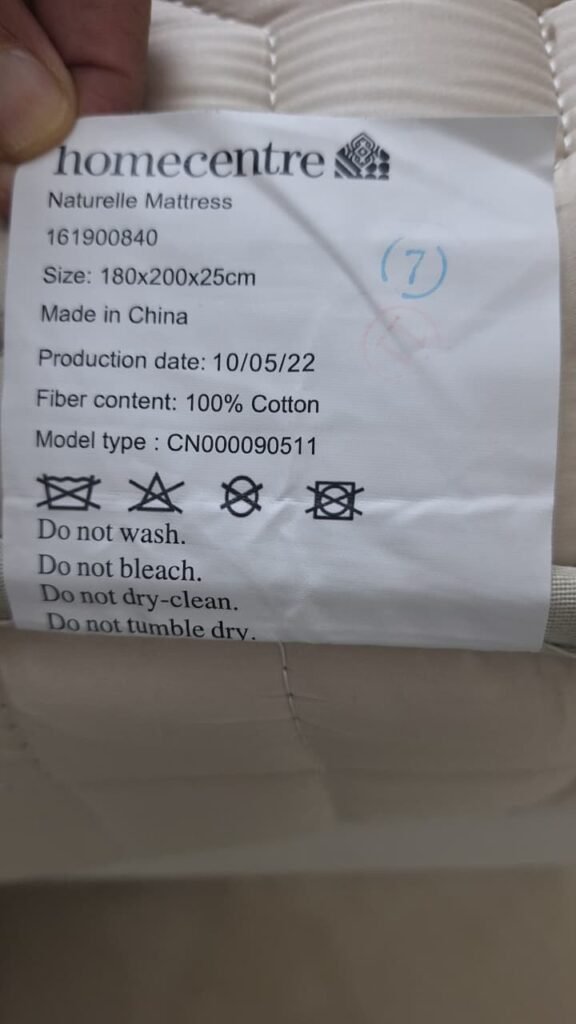 homecentre
Naturelle Mattress
161900840
Size: 180x200x25cm
Made in China
(7)
Production date: 10/05/22
Fiber content: 100% Cotton
Model type : CN000090511
Do not wash.
Do not bleach.
Do not dry-clean.
Do not tumble dry.